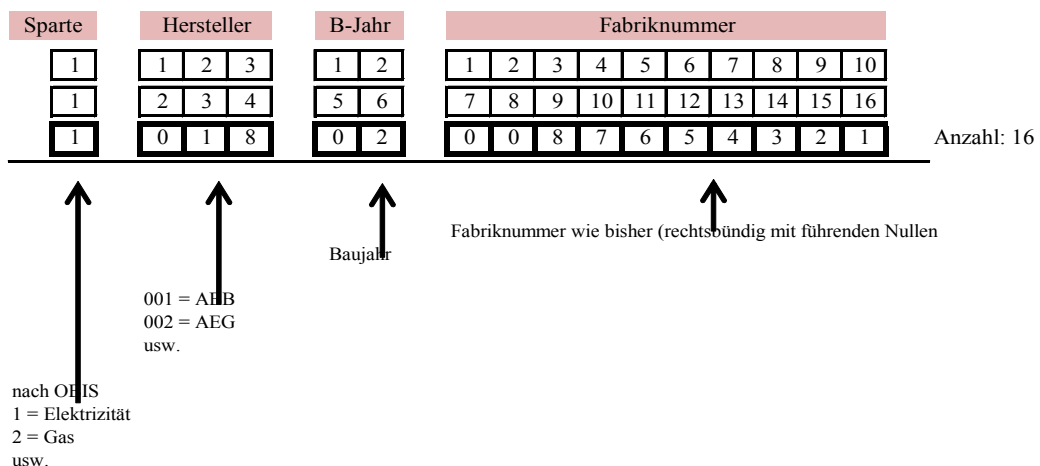 Sparte Hersteller B-Jahr Fabriknummer
1 1 2 3 1 2 1 2 3 4 5 6 7 8 9 10
1 2 3 4 5 6 7 8 9 10 11 12 13 14 15 16
1 0 1 8 0 2 0 0 8 7 6 5 4 3 2 1 Anzahl: 16
Fabriknummer wie bisher (rechtsbündig mit führenden Nullen
Baujahr
001 = AEB
002 = AEG
usw.
nach OBIS
1 = Elektrizität
2 = Gas
usw.